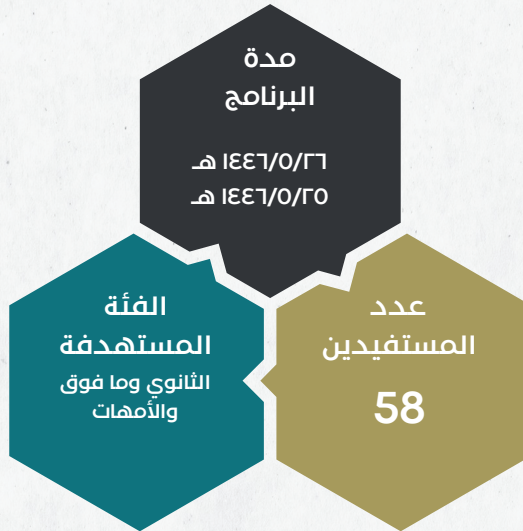 مدة
البرنامج
١٤٤٦/٥/٢٦ هـ
١٤٤٦/٥/٢٥ هـ
الفئة
المستهدفة
الثانوي وما فوق
والأمهات
عدد
المستفيدين
58